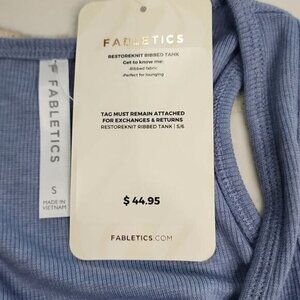 FABLETICS
RESTOREKNIT RIBBED TANK
Get to know me:
-Ribbed fabric
-Perfect for lounging
TAG MUST REMAIN ATTACHED
FOR EXCHANGES & RETURNS
RESTOREKNIT RIBBED TANK | S/6
$ 44.95
FABLETICS.COM
FABLETICS
S
MADE IN
VIETNAM